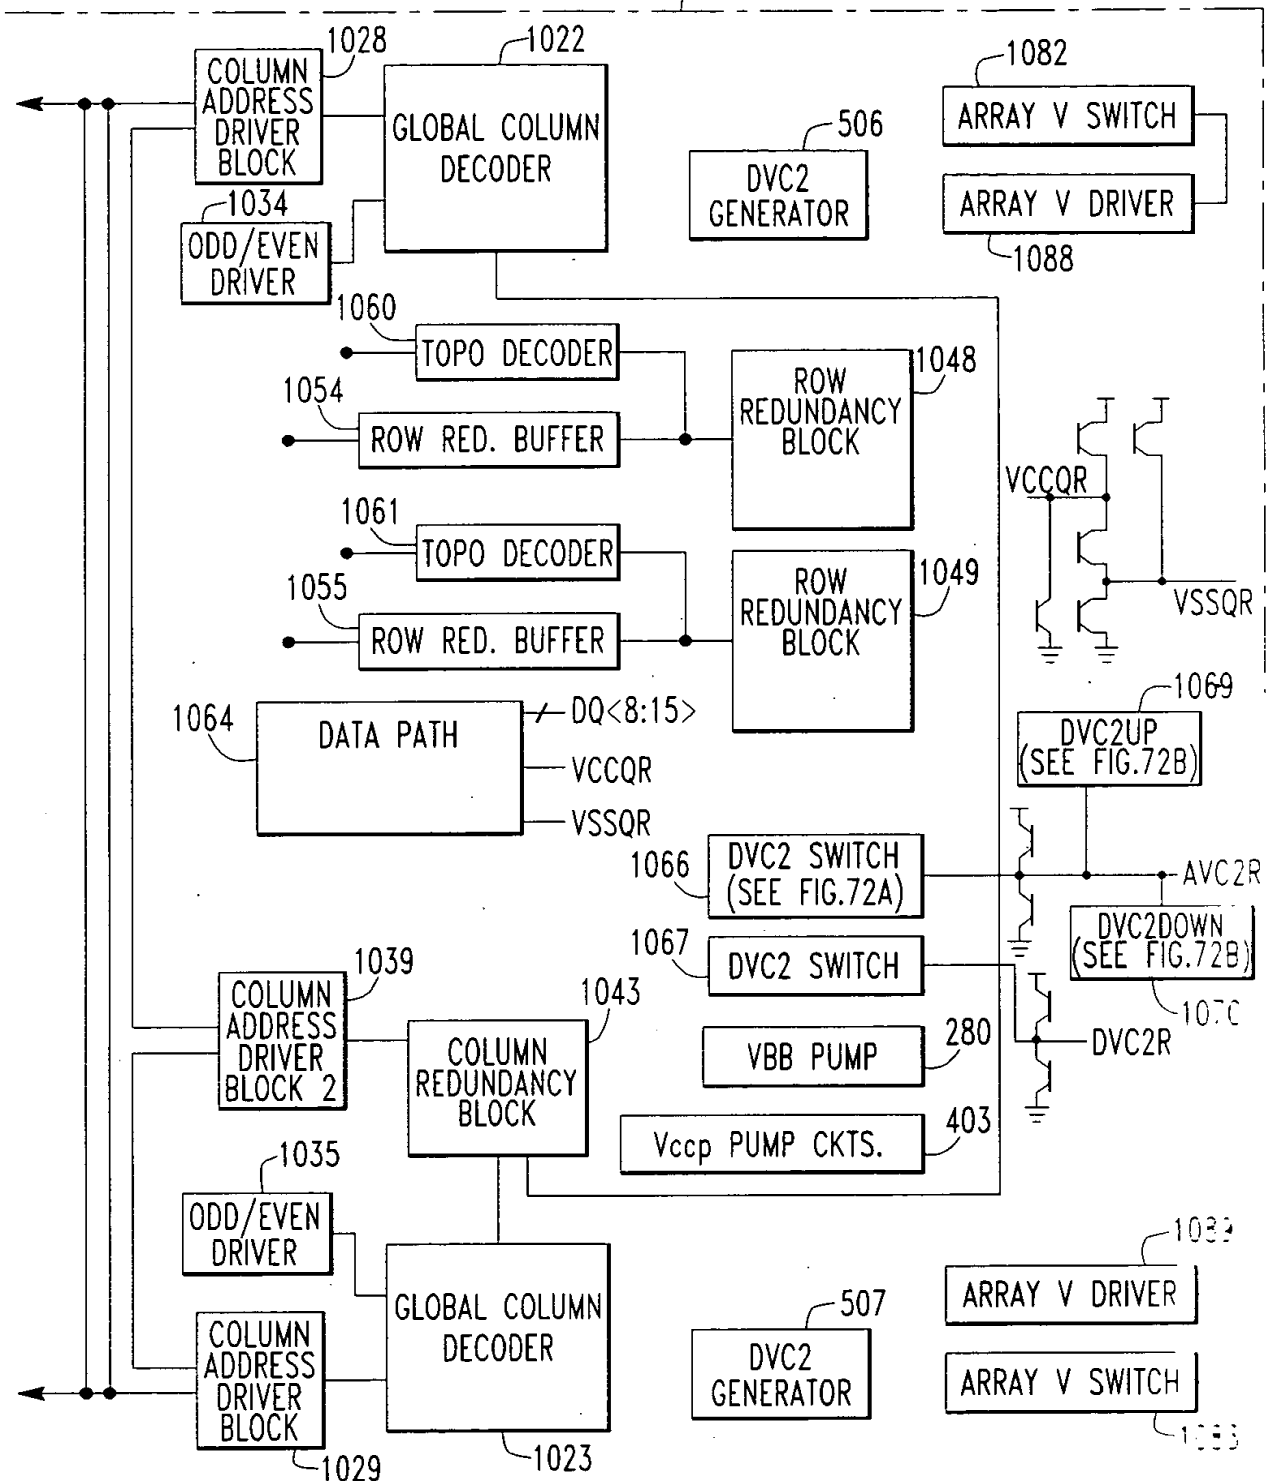 1028
COLUMN
ADDRESS
DRIVER
BLOCK
1022
GLOBAL COLUMN
DECODER
1082
ARRAY V SWITCH
506
DVC2
GENERATOR
ARRAY V DRIVER
1088
1034
ODD/EVEN
DRIVER
1060
TOPO DECODER
1048
ROW
REDUNDANCY
BLOCK
1054
ROW RED. BUFFER
VCCQR
1061
TOPO DECODER
1049
ROW
REDUNDANCY
BLOCK
1055
ROW RED. BUFFER
VSSQR
1064
DATA PATH
DQ<8:15>
VCCQR
VSSQR
1069
DVC2UP
(SEE FIG.72B)
1066
DVC2 SWITCH
(SEE FIG.72A)
AVC2R
DVC2DOWN
(SEE FIG.72B)
1067
DVC2 SWITCH
DVC2R
1039
COLUMN
ADDRESS
DRIVER
BLOCK 2
1043
COLUMN
REDUNDANCY
BLOCK
280
VBB PUMP
403
Vccp PUMP CKTS.
1035
ODD/EVEN
DRIVER
GLOBAL COLUMN
DECODER
1023
ARRAY V DRIVER
507
DVC2
GENERATOR
ARRAY V SWITCH
COLUMN
ADDRESS
DRIVER
BLOCK
1029